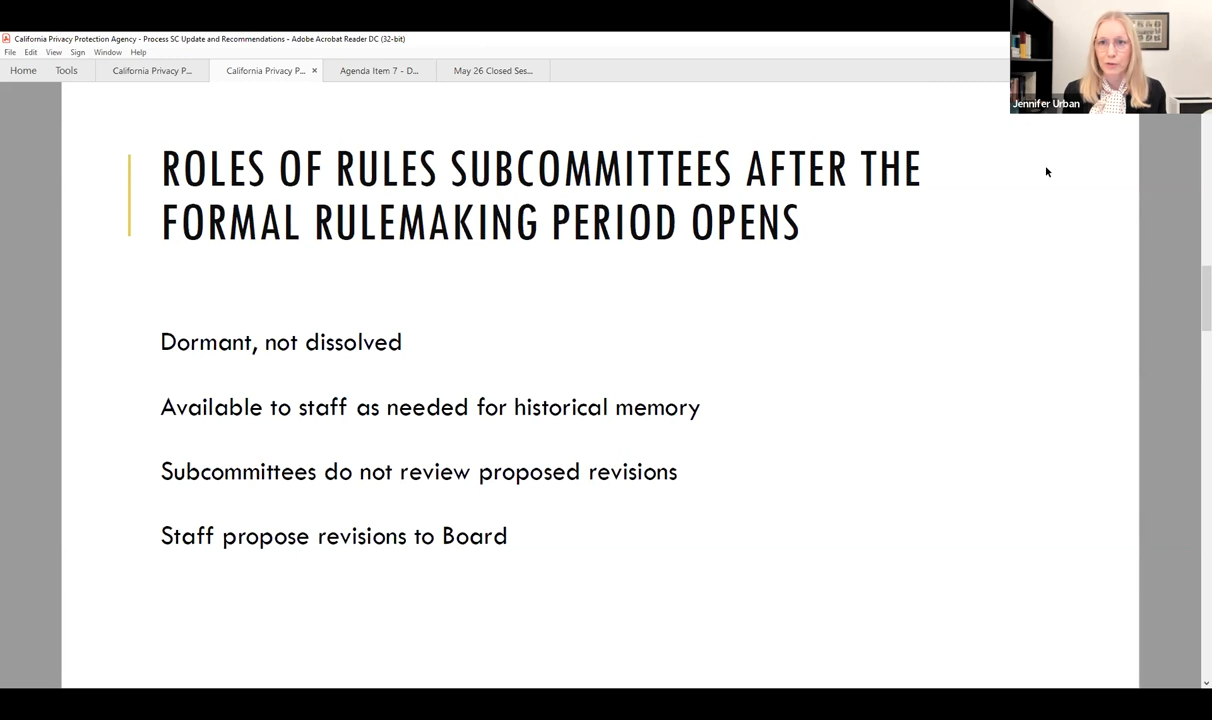 California Privacy Protection Agency - Process SC Update and Recommendations - Adobe Acrobat Reader DC (32-bit)
File Edit View Sign Window Help
Home Tools California Privacy P... California Privacy P... × Agenda Item 7 - D... May 26 Closed Ses...
Jennifer Urban
ROLES OF RULES SUBCOMMITTEES AFTER THE
FORMAL RULEMAKING PERIOD OPENS
Dormant, not dissolved
Available to staff as needed for historical memory
Subcommittees do not review proposed revisions
Staff propose revisions to Board